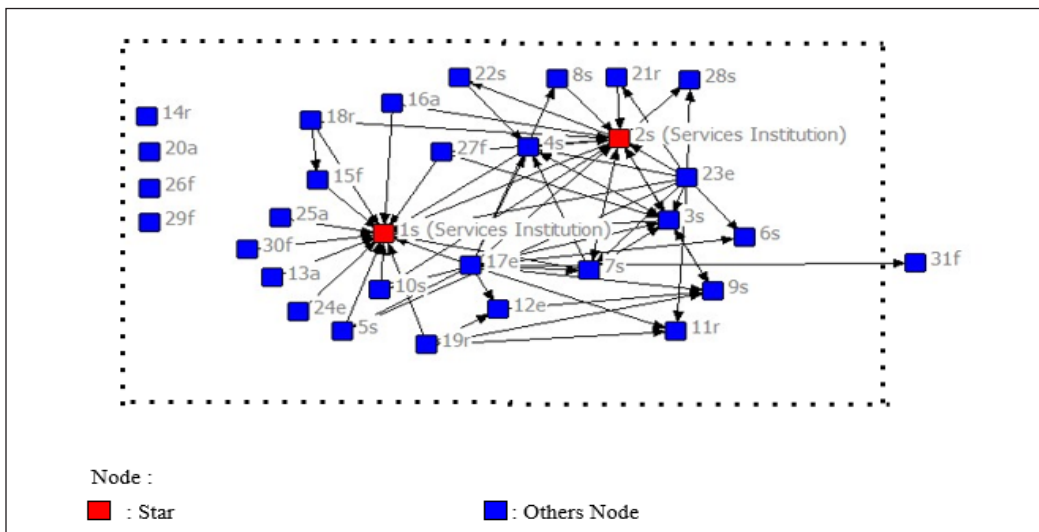 22s
8s
21r
28s
14r
16a
18r
2s (Services Institution)
20a
27f
4s
15f
23e
26f
29f
25a
1s (Services Institution)
3s
6s
30f
17e
31f
13a
7s
10s
9s
24e
12e
5s
19r
11r
Node :
: Star
: Others Node